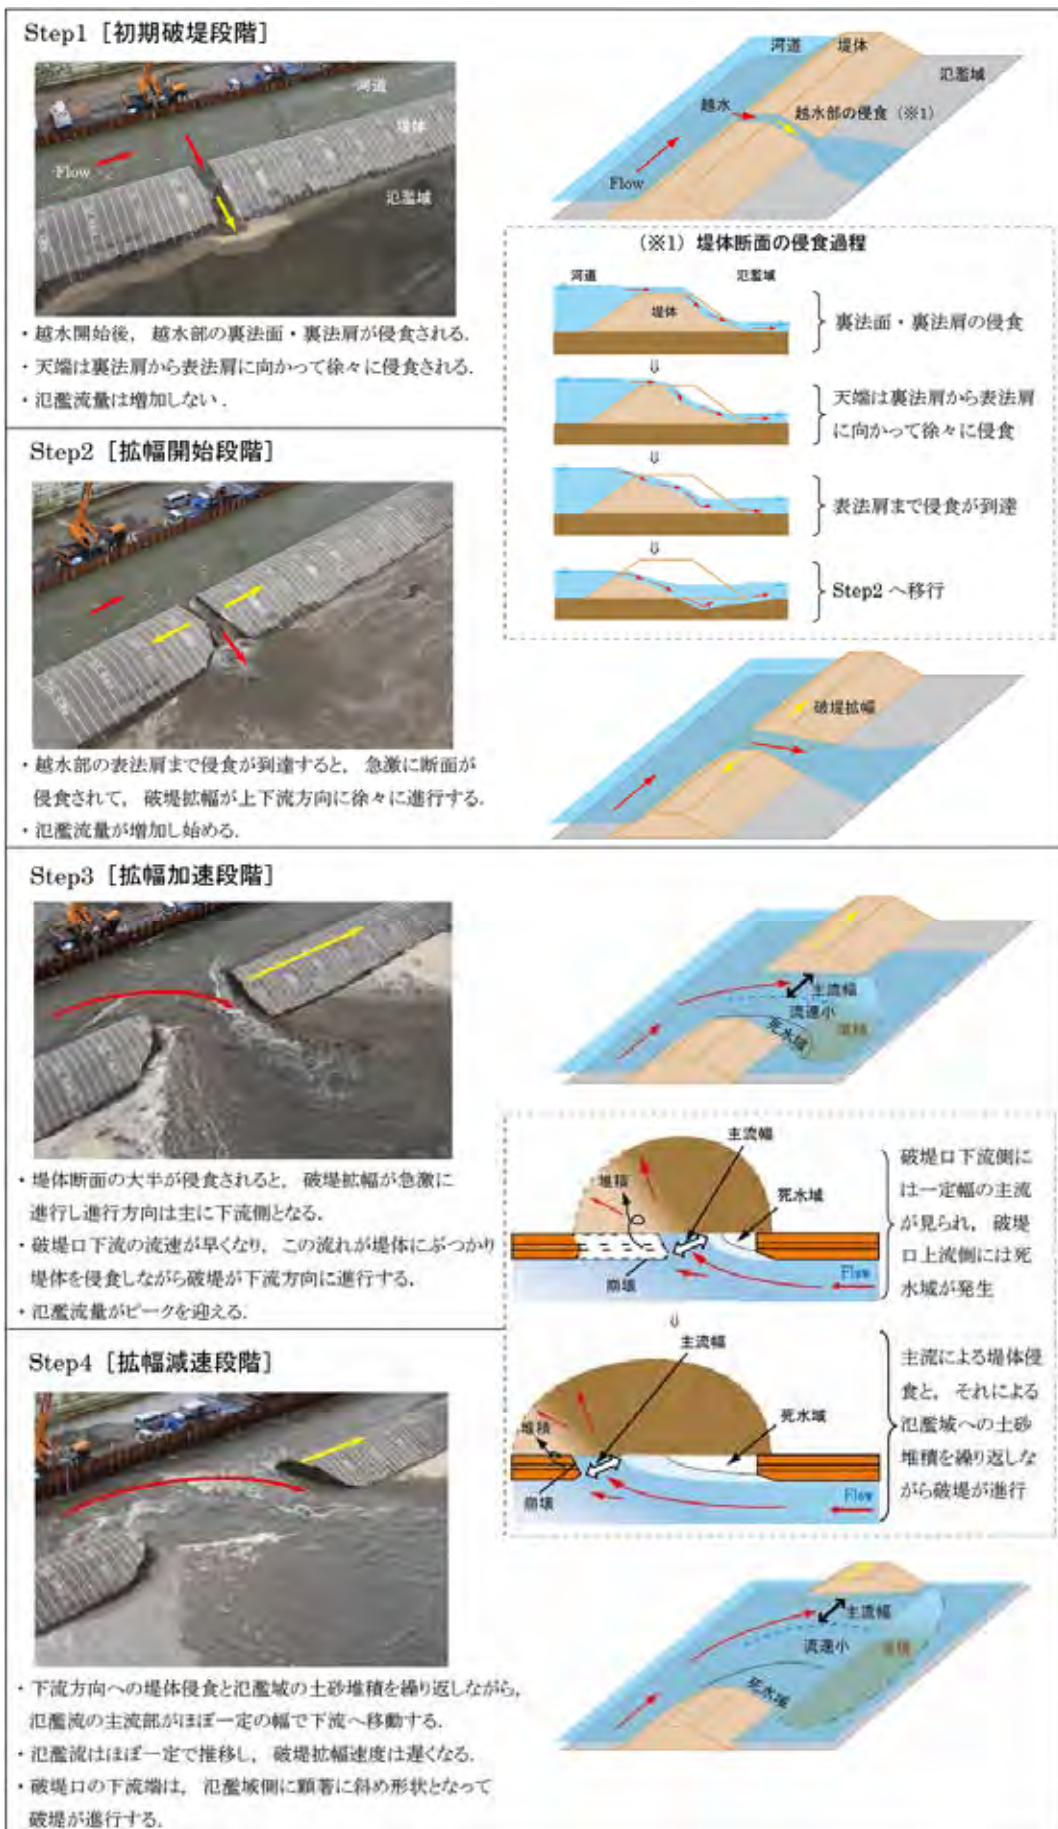 Step1 [初期破堤段階]
河道
堤体
氾濫域
Flow
・越水開始後, 越水部の裏法面・裏法肩が侵食される.
・天端は裏法肩から表法肩に向かって徐々に侵食される.
・氾濫流量は増加しない.
河道
堤体
氾濫域
越水
越水部の侵食 (※1)
Flow
(※1) 堤体断面の侵食過程
河道
氾濫域
堤体
裏法面・裏法肩の侵食
⇓
天端は裏法肩から表法肩
に向かって徐々に侵食
⇓
表法肩まで侵食が到達
⇓
Step2 へ移行
Step2 [拡幅開始段階]
・越水部の表法肩まで侵食が到達すると, 急激に断面が
侵食されて, 破堤拡幅が上下流方向に徐々に進行する.
・氾濫流量が増加し始める.
破堤拡幅
Step3 [拡幅加速段階]
・堤体断面の大半が侵食されると, 破堤拡幅が急激に
進行し進行方向は主に下流側となる.
・破堤口下流の流速が早くなり, この流れが堤体にぶつかり
堤体を侵食しながら破堤が下流方向に進行する.
・氾濫流量がピークを迎える.
主流幅
流速小
堆積
死水域
主流幅
堆積
死水域
崩壊
Flow
破堤口下流側に
は一定幅の主流
が見られ, 破堤
口上流側には死
水域が発生
⇓
主流幅
死水域
堆積
崩壊
Flow
主流による堤体侵
食と, それによる
氾濫域への土砂
堆積を繰り返しな
がら破堤が進行
Step4 [拡幅減速段階]
・下流方向への堤体侵食と氾濫域の土砂堆積を繰り返しながら,
氾濫流の主流部がほぼ一定の幅で下流へ移動する.
・氾濫流はほぼ一定で推移し, 破堤拡幅速度は遅くなる.
・破堤口の下流端は, 氾濫域側に顕著に斜め形状となって
破堤が進行する.
主流幅
流速小
堆積
死水域